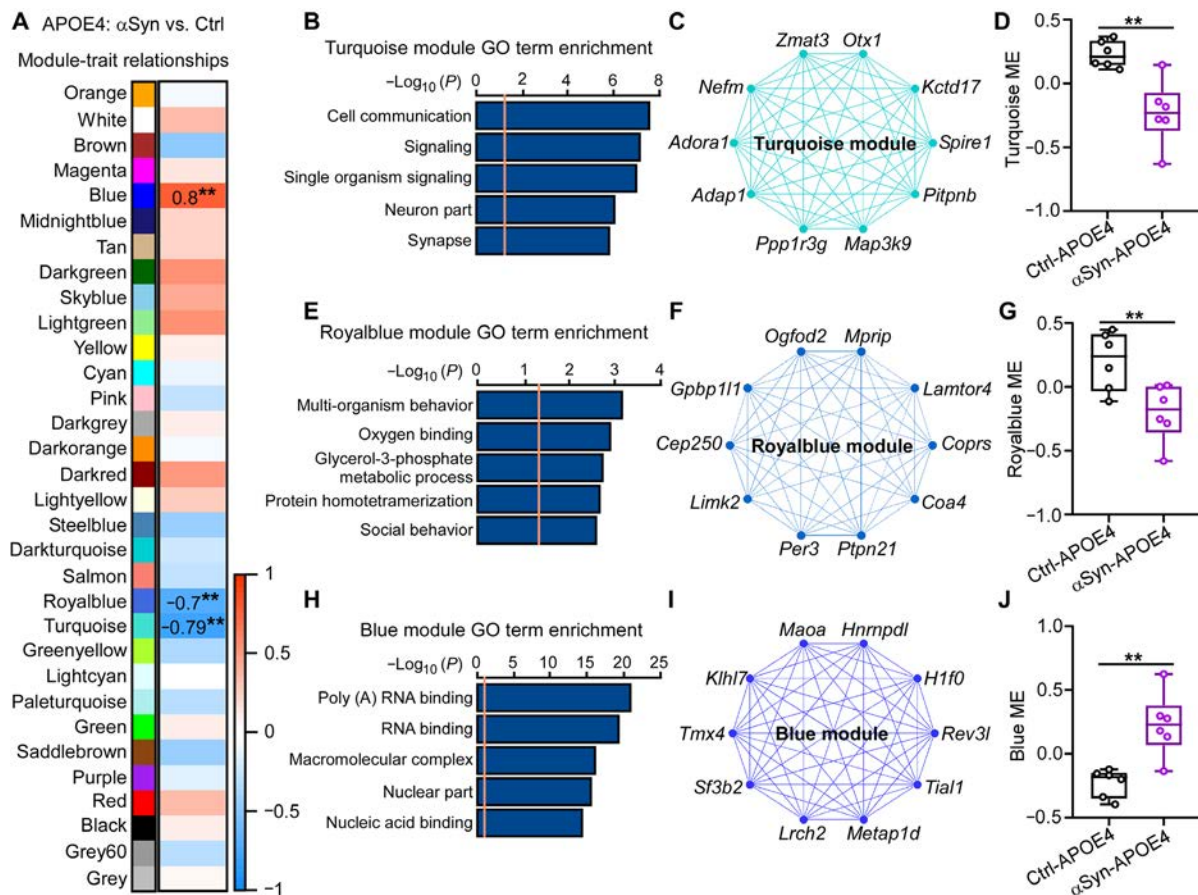 A
APOE4: αSyn vs. Ctrl
Module-trait relationships
Orange
White
Brown
Magenta
Blue
0.8**
Midnightblue
Tan
Darkgreen
Skyblue
Lightgreen
Yellow
Cyan
Pink
Darkgrey
Darkorange
Darkred
Lightyellow
Steelblue
Darkturquoise
Salmon
Royalblue
−0.7**
Turquoise
−0.79**
Greenyellow
Lightcyan
Paleturquoise
Green
Saddlebrown
Purple
Red
Black
Grey60
Grey
1
0.5
0
−0.5
−1
B
Turquoise module GO term enrichment
−Log10 (P)
0 2 4 6 8
Cell communication
Signaling
Single organism signaling
Neuron part
Synapse
C
Zmat3 Otx1
Nefm Kctd17
Adora1 Turquoise module Spire1
Adap1 Pitpnb
Ppp1r3g Map3k9
D
Turquoise ME
0.5
0.0
−0.5
−1.0
**
Ctrl-APOE4
αSyn-APOE4
E
Royalblue module GO term enrichment
−Log10 (P)
0 1 2 3 4
Multi-organism behavior
Oxygen binding
Glycerol-3-phosphate
metabolic process
Protein homotetramerization
Social behavior
F
Ogfod2 Mprip
Gpbp1l1 Lamtor4
Cep250 Royalblue module Coprs
Limk2 Coa4
Per3 Ptpn21
G
Royalblue ME
0.5
0.0
−0.5
−1.0
**
Ctrl-APOE4
αSyn-APOE4
H
Blue module GO term enrichment
−Log10 (P)
0 5 10 15 20 25
Poly (A) RNA binding
RNA binding
Macromolecular complex
Nuclear part
Nucleic acid binding
I
Maoa Hnrnpdl
Klhl7 H1f0
Tmx4 Blue module Rev3l
Sf3b2 Tial1
Lrch2 Metap1d
J
Blue ME
1.0
0.5
0.0
−0.5
**
Ctrl-APOE4
αSyn-APOE4